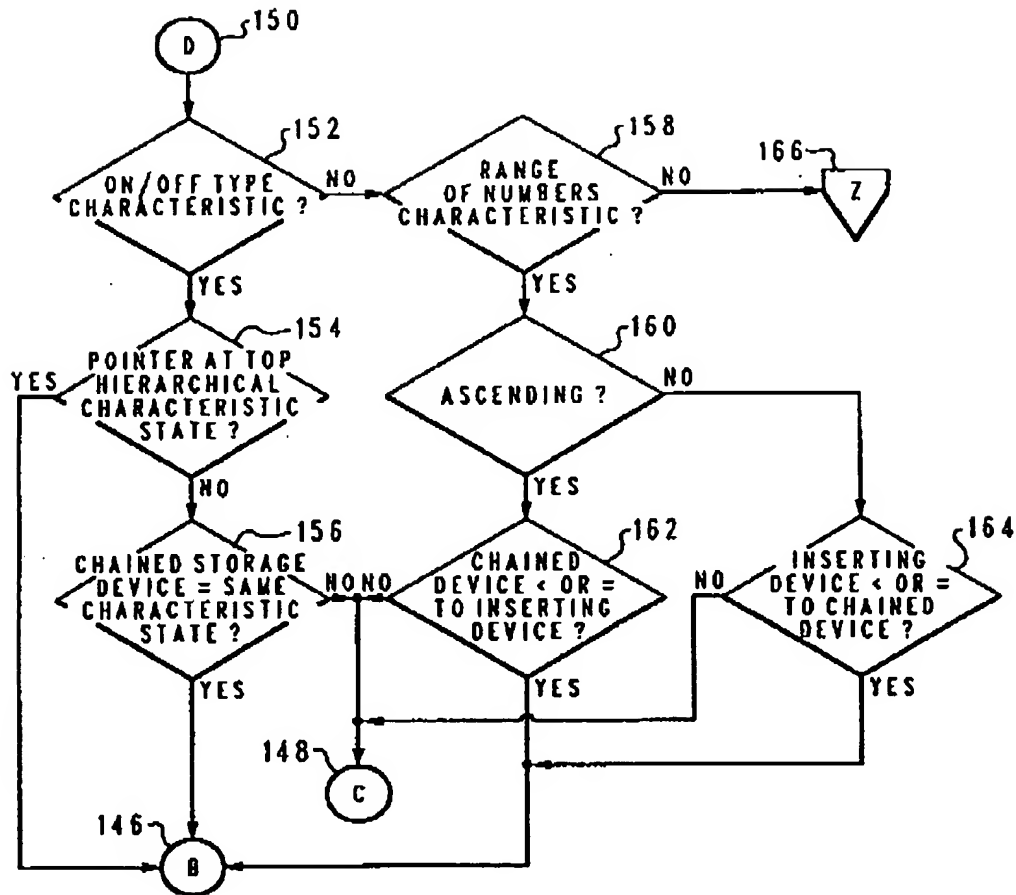 D
150
152
ON/OFF TYPE
CHARACTERISTIC ?
NO
YES
158
RANGE
OF NUMBERS
CHARACTERISTIC ?
NO
YES
166
Z
154
POINTER AT TOP
HIERARCHICAL
CHARACTERISTIC
STATE ?
YES
NO
160
ASCENDING ?
NO
YES
156
CHAINED STORAGE
DEVICE = SAME
CHARACTERISTIC
STATE ?
NO
YES
162
CHAINED
DEVICE < OR =
TO INSERTING
DEVICE ?
NO
YES
164
INSERTING
DEVICE < OR =
TO CHAINED
DEVICE ?
NO
YES
148
C
146
B